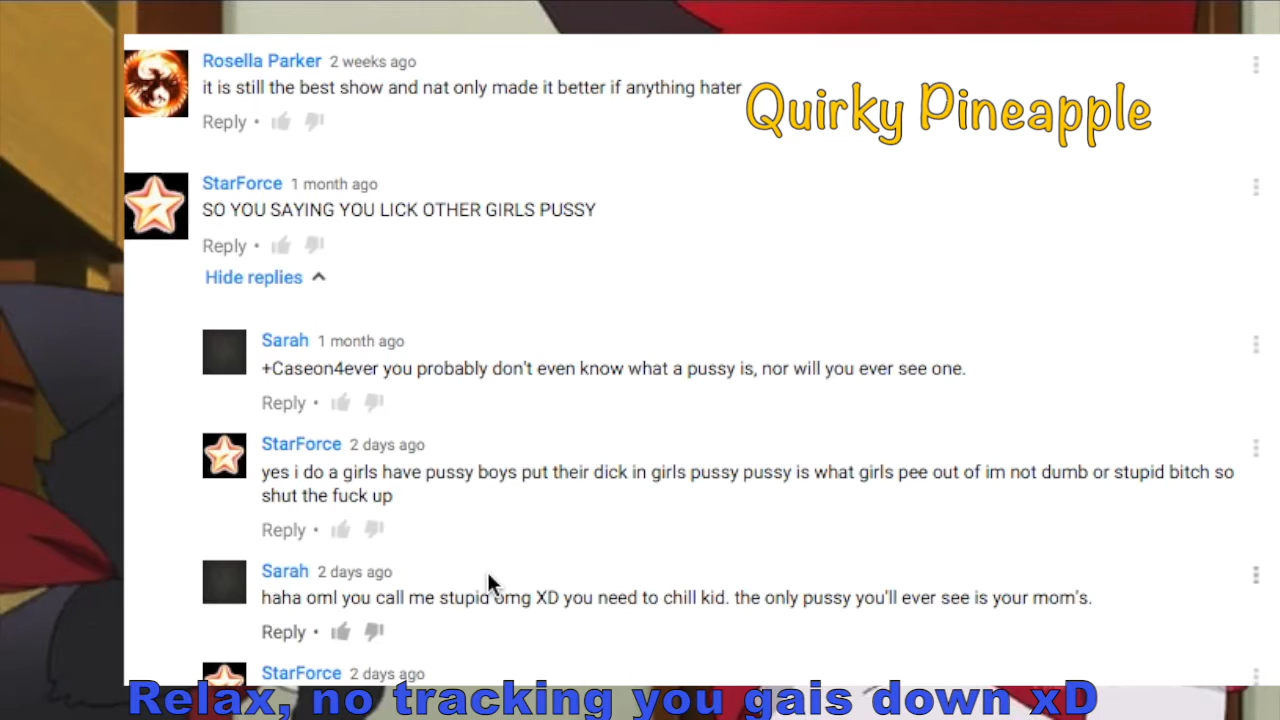 Rosella Parker 2 weeks ago
it is still the best show and nat only made it better if anything hater
Quirky Pineapple
Reply •
StarForce 1 month ago
SO YOU SAYING YOU LICK OTHER GIRLS PUSSY
Reply •
Hide replies
Sarah 1 month ago
+Caseon4ever you probably don't even know what a pussy is, nor will you ever see one.
Reply •
StarForce 2 days ago
yes i do a girls have pussy boys put their dick in girls pussy pussy is what girls pee out of im not dumb or stupid bitch so
shut the fuck up
Reply •
Sarah 2 days ago
haha oml you call me stupid omg XD you need to chill kid. the only pussy you'll ever see is your mom's.
Reply •
StarForce 2 days ago
Relax, no tracking you gais down xD